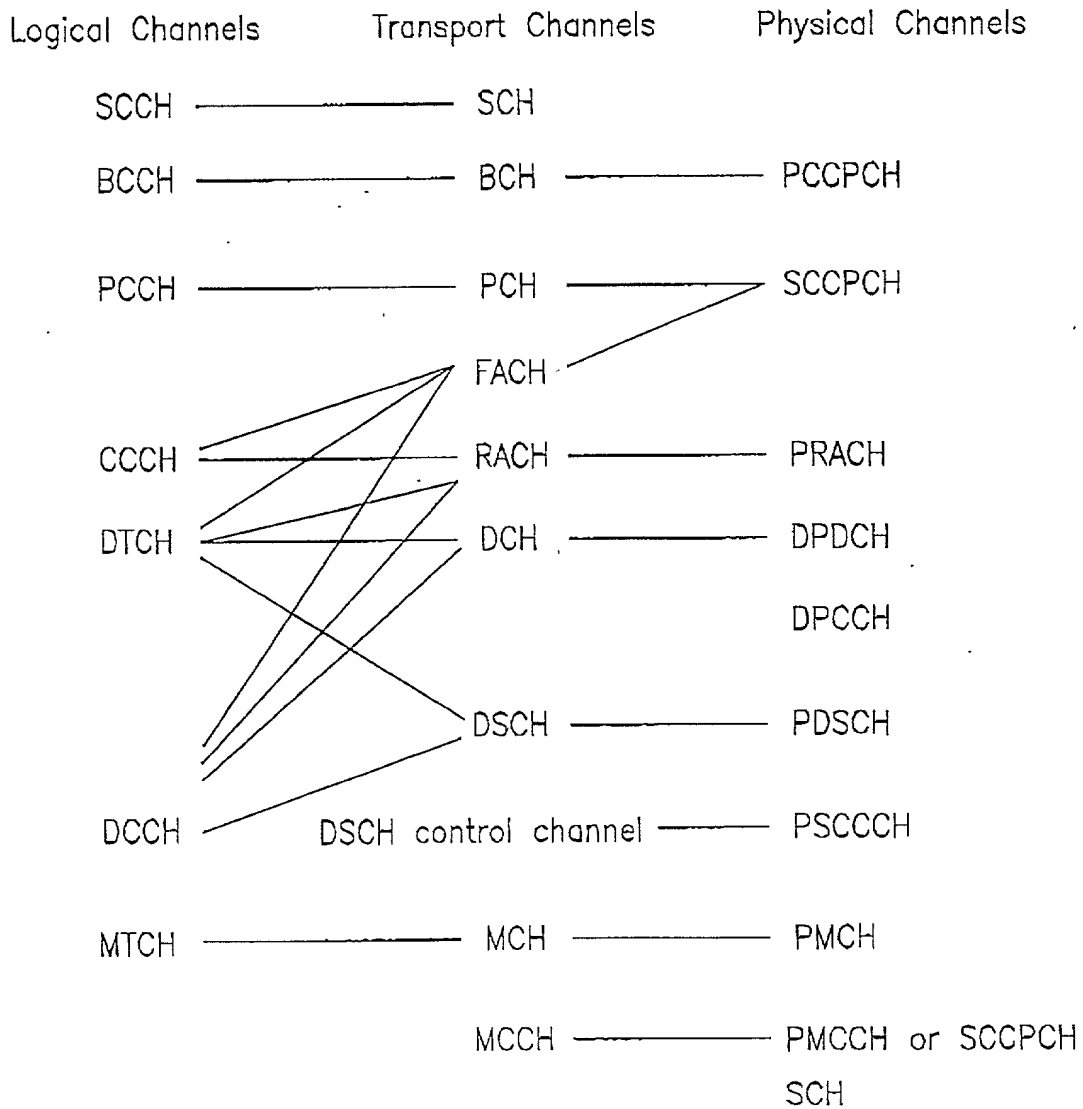 Logical Channels Transport Channels Physical Channels
SCCH SCH
BCCH BCH PCCPCH
PCCH PCH SCCPCH
FACH
CCCH RACH PRACH
DTCH DCH DPDCH
DPCCH
DSCH PDSCH
DCCH DSCH control channel PSCCCH
MTCH MCH PMCH
MCCH PMCCH or SCCPCH
SCH